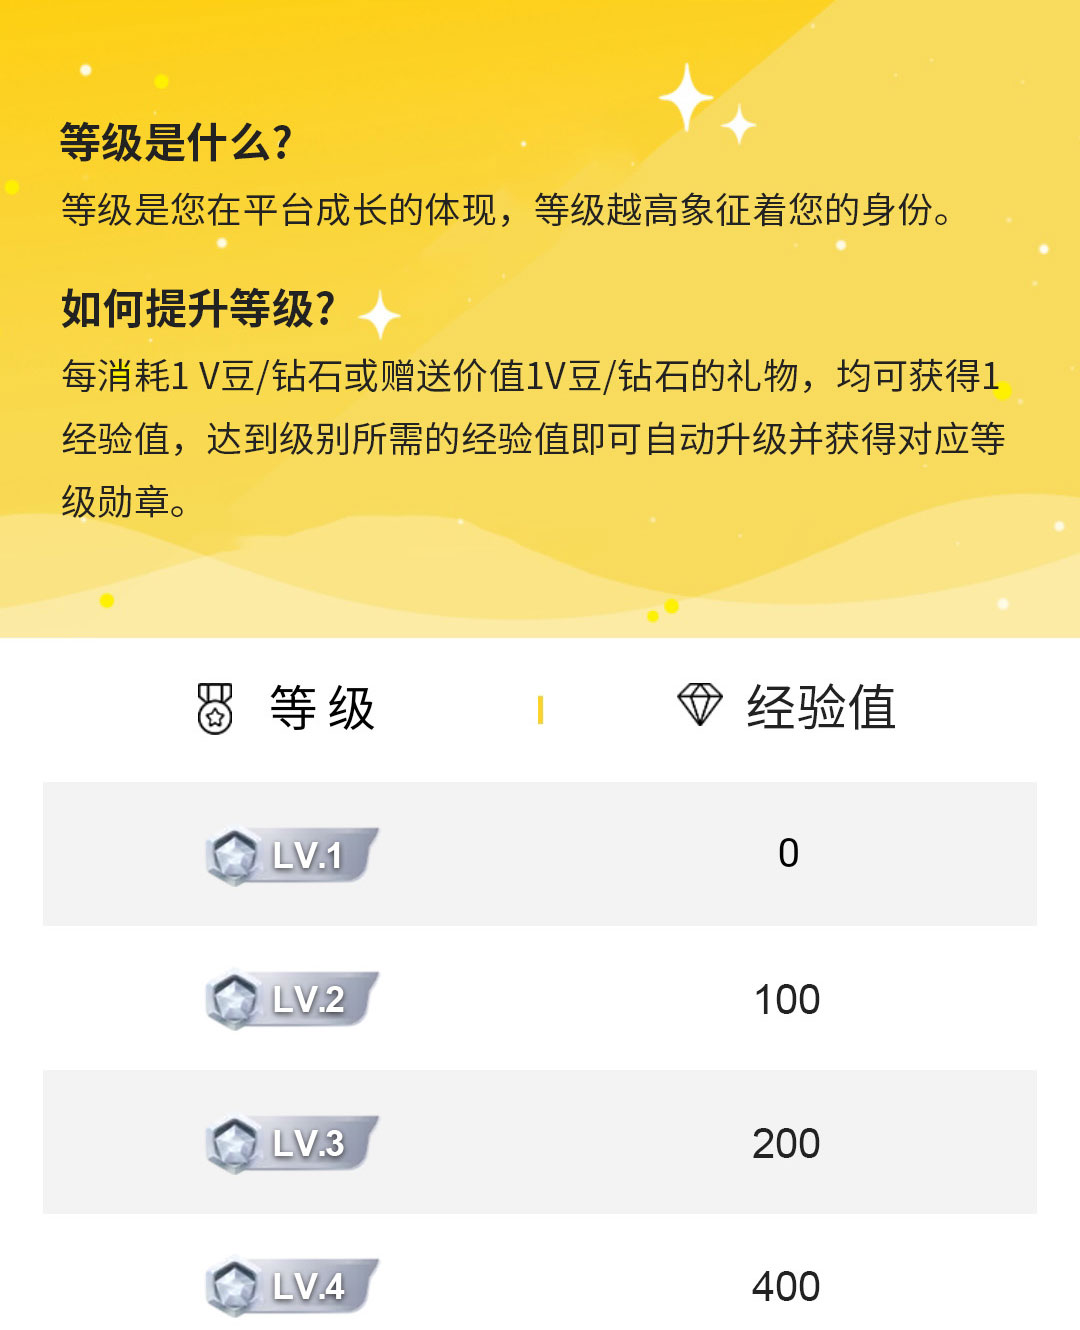 等级是什么?
等级是您在平台成长的体现，等级越高象征着您的身份。
如何提升等级?
每消耗1 V豆/钻石或赠送价值1V豆/钻石的礼物，均可获得1
经验值，达到级别所需的经验值即可自动升级并获得对应等
级勋章。
等级 经验值
LV.1 0
LV.2 100
LV.3 200
LV.4 400